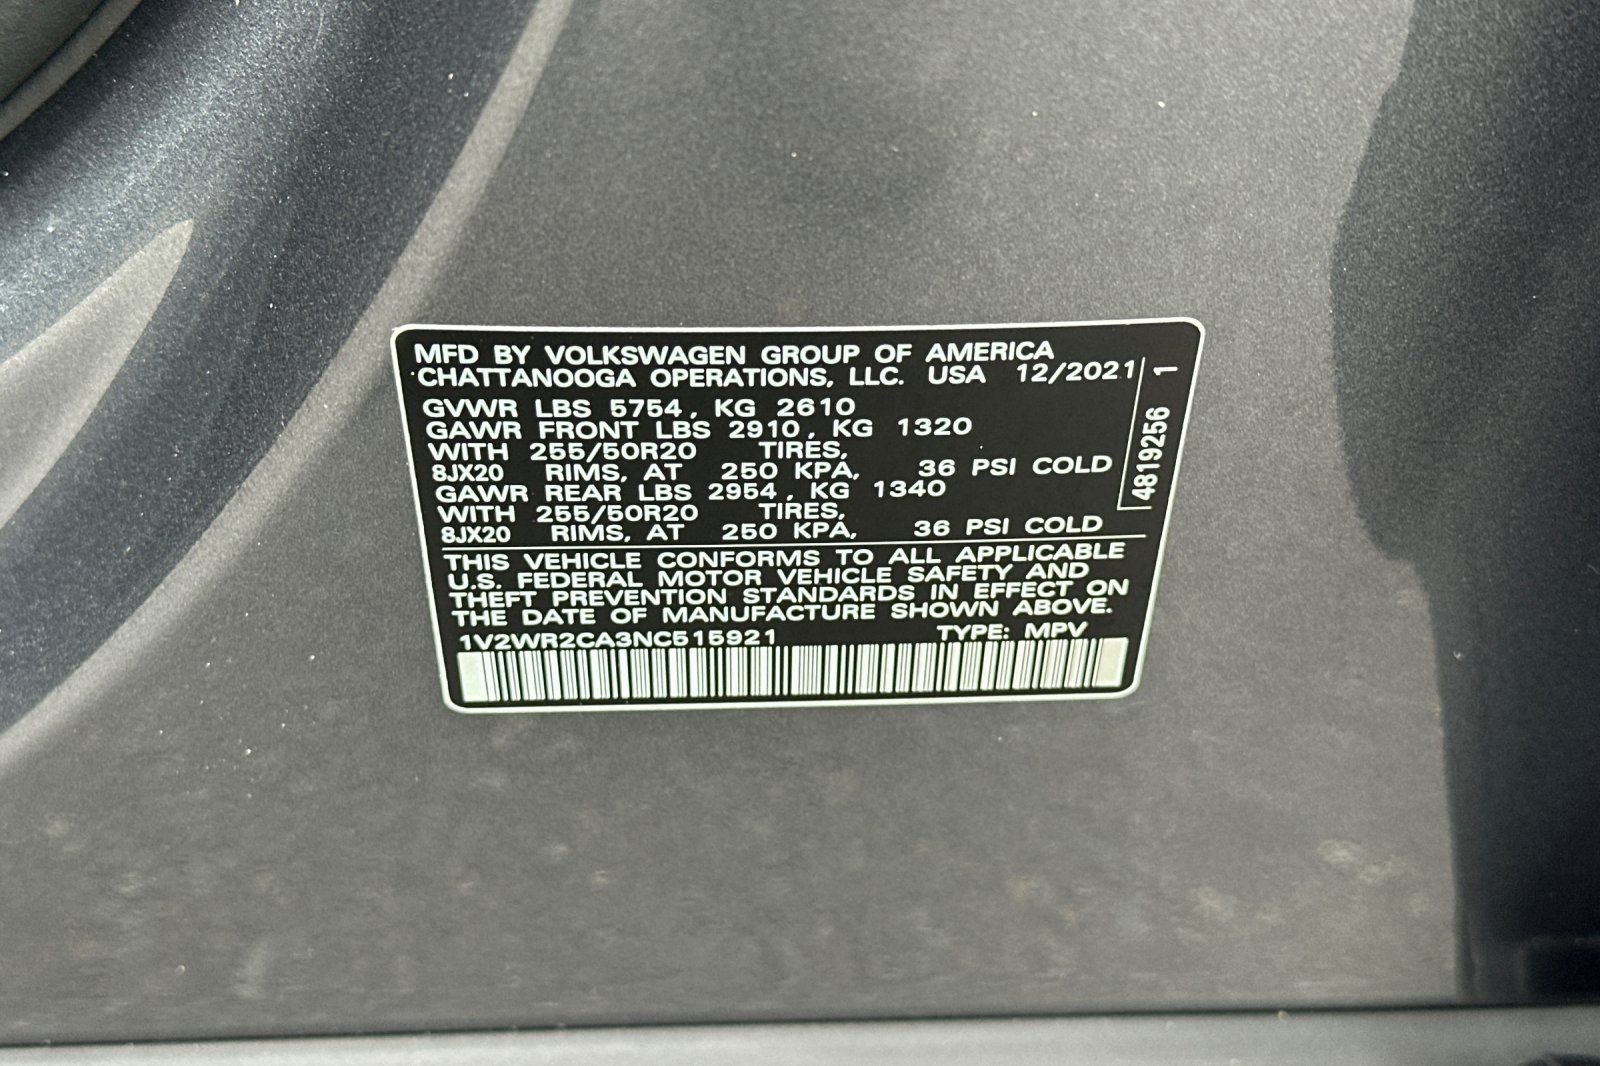 MFD BY VOLKSWAGEN GROUP OF AMERICA
CHATTANOOGA OPERATIONS, LLC. USA 12/2021
GVWR LBS 5754, KG 2610
GAWR FRONT LBS 2910, KG 1320
WITH 255/50R20 TIRES,
8JX20 RIMS, AT 250 KPA, 36 PSI COLD
GAWR REAR LBS 2954, KG 1340
WITH 255/50R20 TIRES,
8JX20 RIMS, AT 250 KPA, 36 PSI COLD
THIS VEHICLE CONFORMS TO ALL APPLICABLE
U.S. FEDERAL MOTOR VEHICLE SAFETY AND
THEFT PREVENTION STANDARDS IN EFFECT ON
THE DATE OF MANUFACTURE SHOWN ABOVE.
1V2WR2CA3NC515921 TYPE: MPV
4819256 1